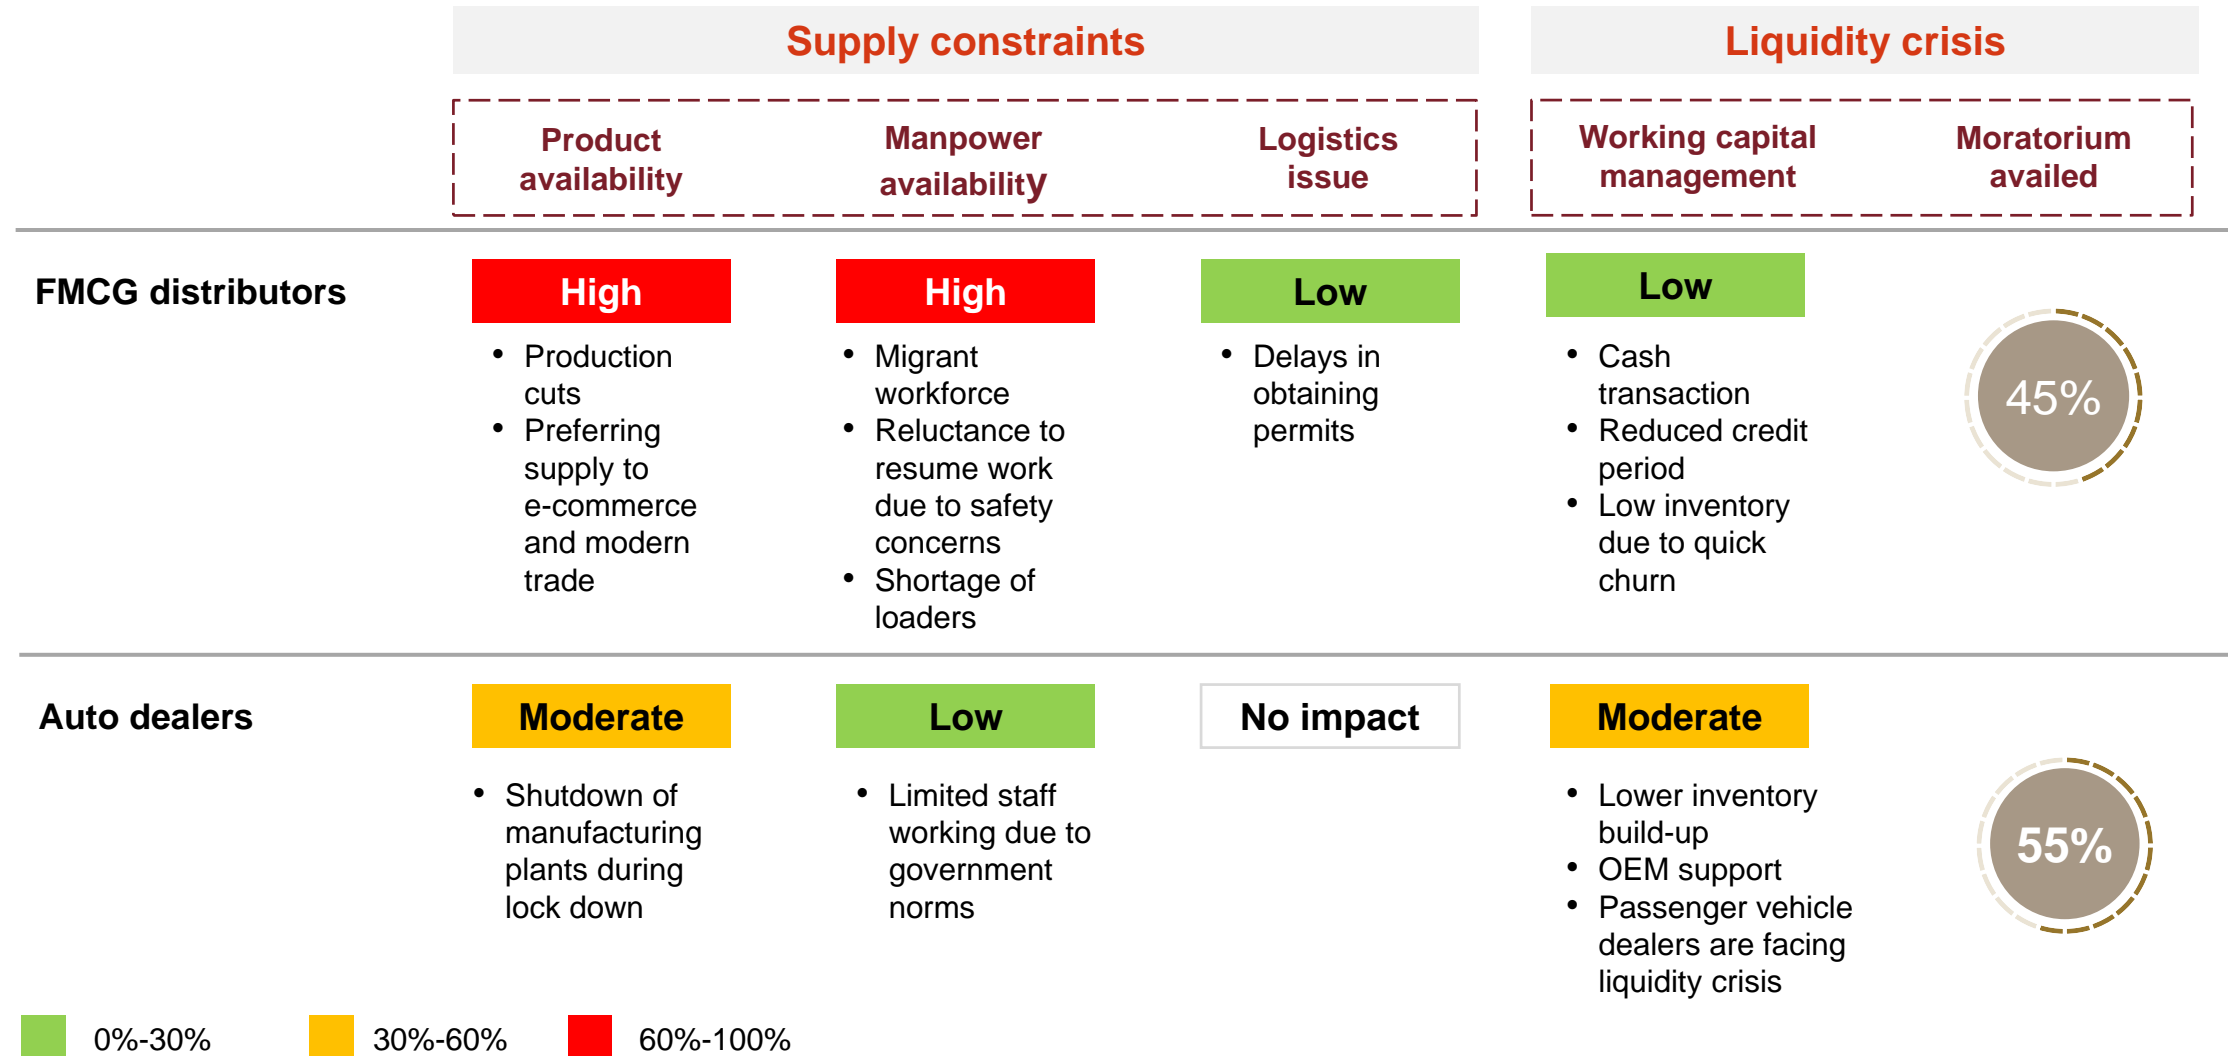 Supply constraints
Liquidity crisis
Product
availability
Manpower
availability
Logistics
issue
Working capital
management
Moratorium
availed
FMCG distributors
High
• Production
cuts
• Preferring
supply to
e-commerce
and modern
trade
High
• Migrant
workforce
• Reluctance to
resume work
due to safety
concerns
• Shortage of
loaders
Low
• Delays in
obtaining
permits
Low
• Cash
transaction
• Reduced credit
period
• Low inventory
due to quick
churn
45%
Auto dealers
Moderate
• Shutdown of
manufacturing
plants during
lock down
Low
• Limited staff
working due to
government
norms
No impact
Moderate
• Lower inventory
build-up
• OEM support
• Passenger vehicle
dealers are facing
liquidity crisis
55%
0%-30%
30%-60%
60%-100%